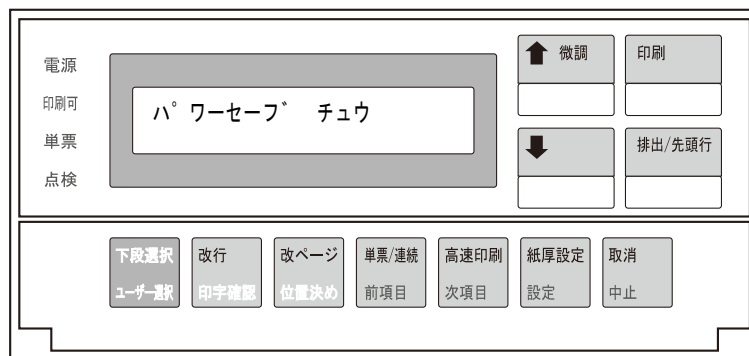 電源
印刷可
単票
点検
パワーセーブ チュウ
微調
印刷
排出/先頭行
下段選択
ユーザー選択
改行
印字確認
改ページ
位置決め
単票/連続
前項目
高速印刷
次項目
紙厚設定
設定
取消
中止